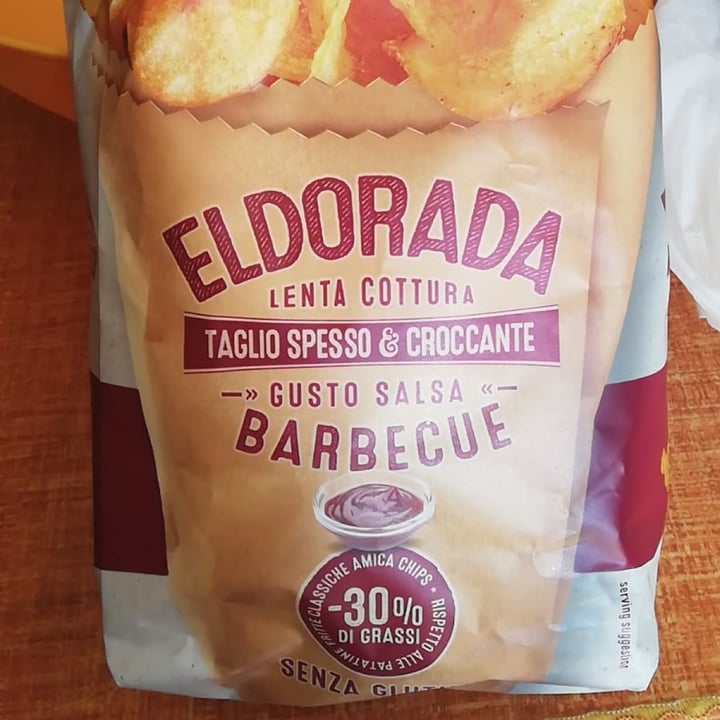 ELDORADA
LENTA COTTURA
TAGLIO SPESSO & CROCCANTE
—» GUSTO SALSA «—
BARBECUE
-30%
DI GRASSI
RISPETTO ALLE PATATINE FRITTE CLASSICHE AMICA CHIPS *
SENZA
serving suggestion